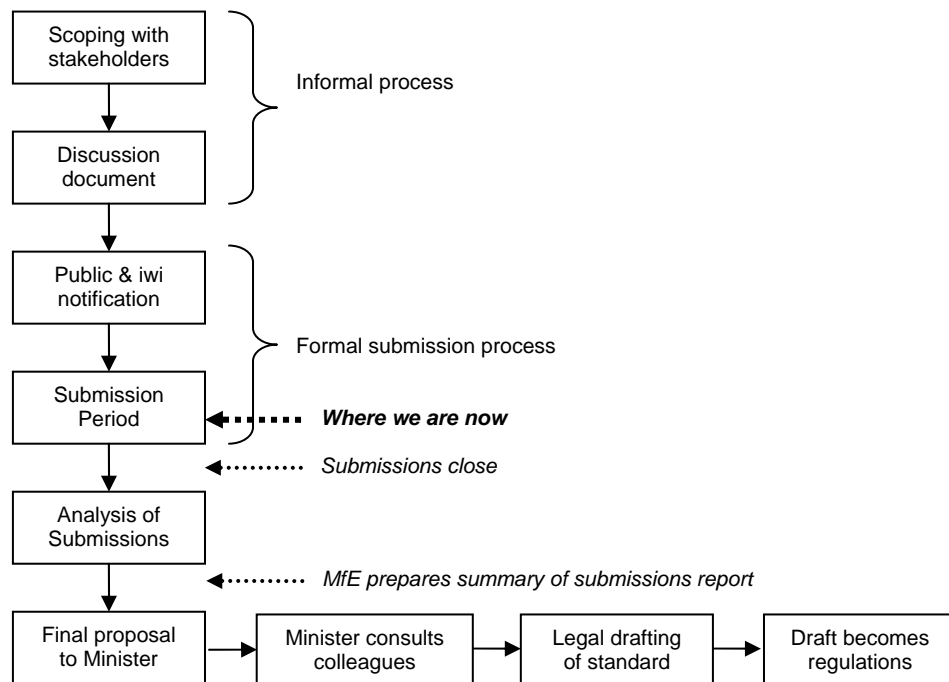 Scoping with
stakeholders
Informal process
Discussion
document
Public & iwi
notification
Formal submission process
Submission
Period
Where we are now
Submissions close
Analysis of
Submissions
MfE prepares summary of submissions report
Final proposal
to Minister
Minister consults
colleagues
Legal drafting
of standard
Draft becomes
regulations